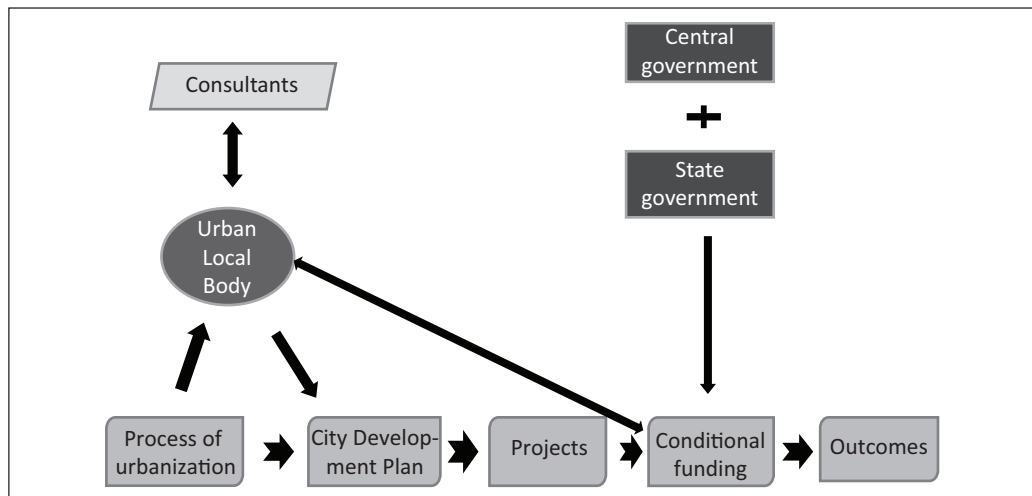 Central
government
Consultants
State
government
Urban
Local
Body
Process of
urbanization
City Develop-
ment Plan
Projects
Conditional
funding
Outcomes